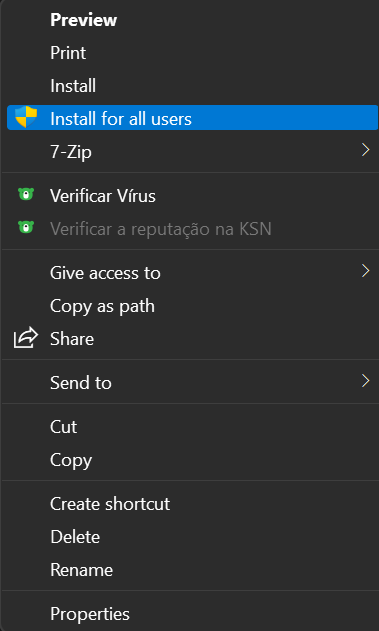 Preview
Print
Install
Install for all users
7-Zip
Verificar Vírus
Verificar a reputação na KSN
Give access to
Copy as path
Share
Send to
Cut
Copy
Create shortcut
Delete
Rename
Properties